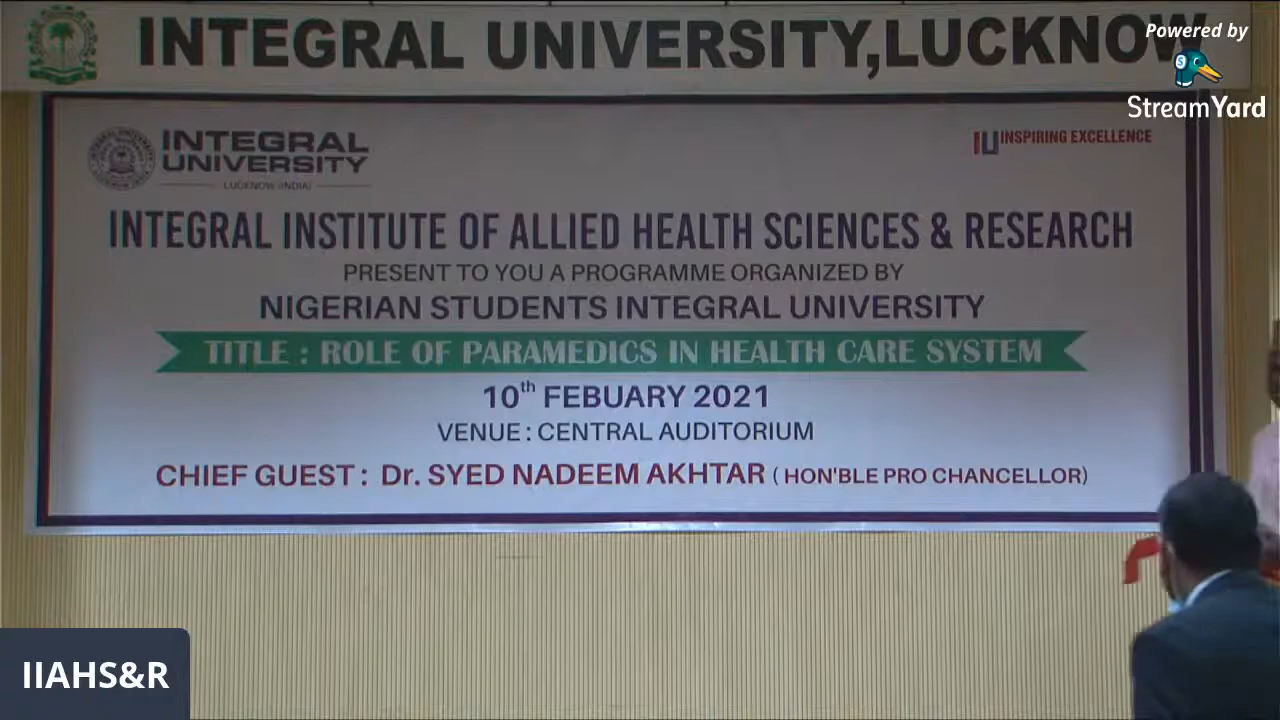 INTEGRAL UNIVERSITY,LUCKNOW
Powered by
StreamYard
INTEGRAL
UNIVERSITY
LUCKNOW (INDIA)
IU INSPIRING EXCELLENCE
INTEGRAL INSTITUTE OF ALLIED HEALTH SCIENCES & RESEARCH
PRESENT TO YOU A PROGRAMME ORGANIZED BY
NIGERIAN STUDENTS INTEGRAL UNIVERSITY
TITLE : ROLE OF PARAMEDICS IN HEALTH CARE SYSTEM
10th FEBUARY 2021
VENUE : CENTRAL AUDITORIUM
CHIEF GUEST : Dr. SYED NADEEM AKHTAR ( HON'BLE PRO CHANCELLOR)
IIAHS&R